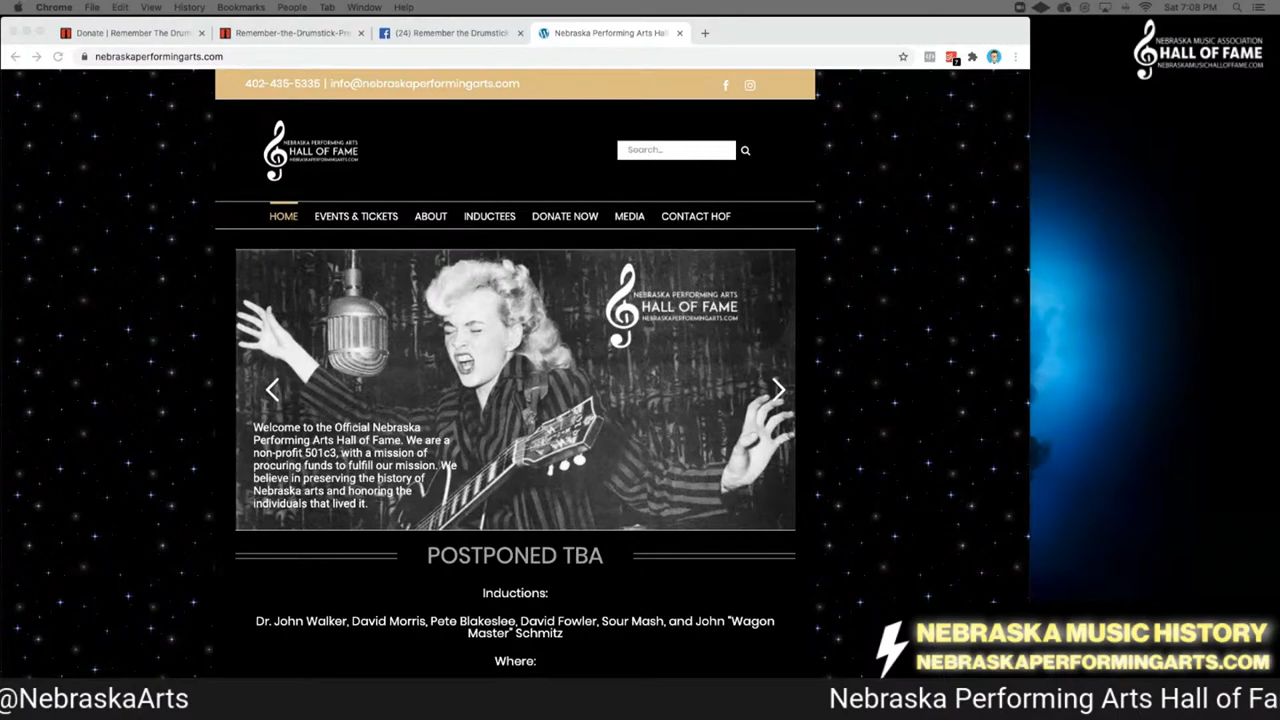 Chrome File Edit View History Bookmarks People Tab Window Help Sat 7:08 PM
Donate | Remember The Drum Remember-the-Drumstick-Pr (24) Remember the Drumstick Nebraska Performing Arts Hall
nebraskaperformingarts.com
7
402-435-5335 | info@nebraskaperformingarts.com
NEBRASKA MUSIC ASSOCIATION
HALL OF FAME
NEBRASKAMUSICHALLOFFAME.COM
NEBRASKA PERFORMING ARTS
HALL OF FAME
NEBRASKAPERFORMINGARTS.COM
Search...
HOME EVENTS & TICKETS ABOUT INDUCTEES DONATE NOW MEDIA CONTACT HOF
NEBRASKA PERFORMING ARTS
HALL OF FAME
NEBRASKAPERFORMINGARTS.COM
Welcome to the Official Nebraska
Performing Arts Hall of Fame. We are a
non-profit 501c3, with a mission of
procuring funds to fulfill our mission. We
believe in preserving the history of
Nebraska arts and honoring the
individuals that lived it.
POSTPONED TBA
Inductions:
Dr. John Walker, David Morris, Pete Blakeslee, David Fowler, Sour Mash, and John "Wagon
Master" Schmitz
Where:
NEBRASKA MUSIC HISTORY
NEBRASKAPERFORMINGARTS.COM
@NebraskaArts Nebraska Performing Arts Hall of Fa